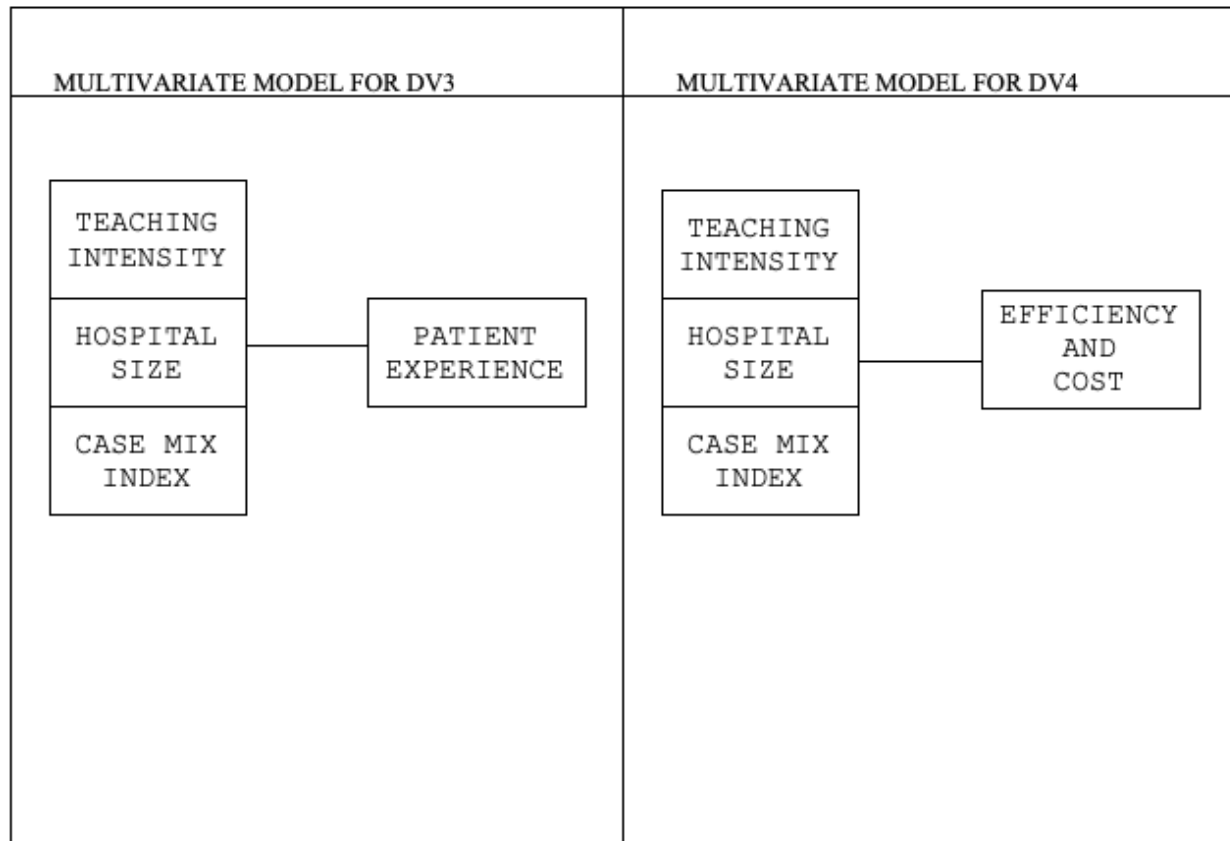 MULTIVARIATE MODEL FOR DV3
TEACHING
INTENSITY
HOSPITAL
SIZE
CASE MIX
INDEX
PATIENT
EXPERIENCE
MULTIVARIATE MODEL FOR DV4
TEACHING
INTENSITY
HOSPITAL
SIZE
CASE MIX
INDEX
EFFICIENCY
AND
COST